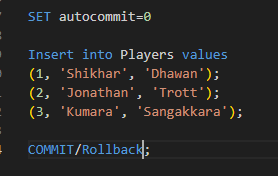 SET autocommit=0
Insert into Players values
(1, 'Shikhar', 'Dhawan');
(2, 'Jonathan', 'Trott');
(3, 'Kumara', 'Sangakkara');
COMMIT/Rollback;